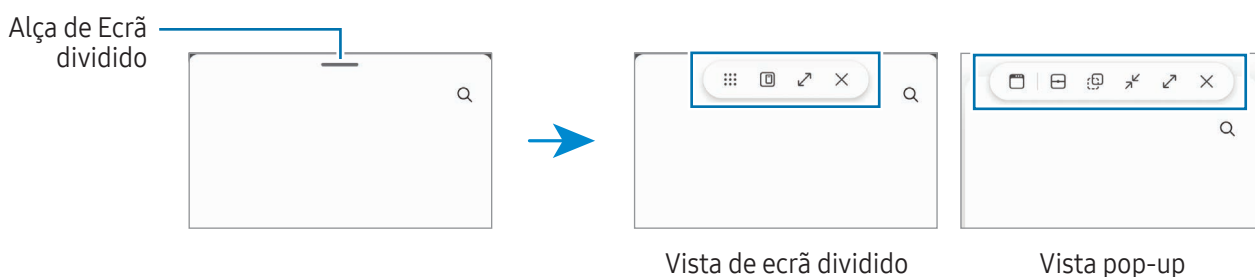 Alça de Ecrã
dividido
Vista de ecrã dividido
Vista pop-up